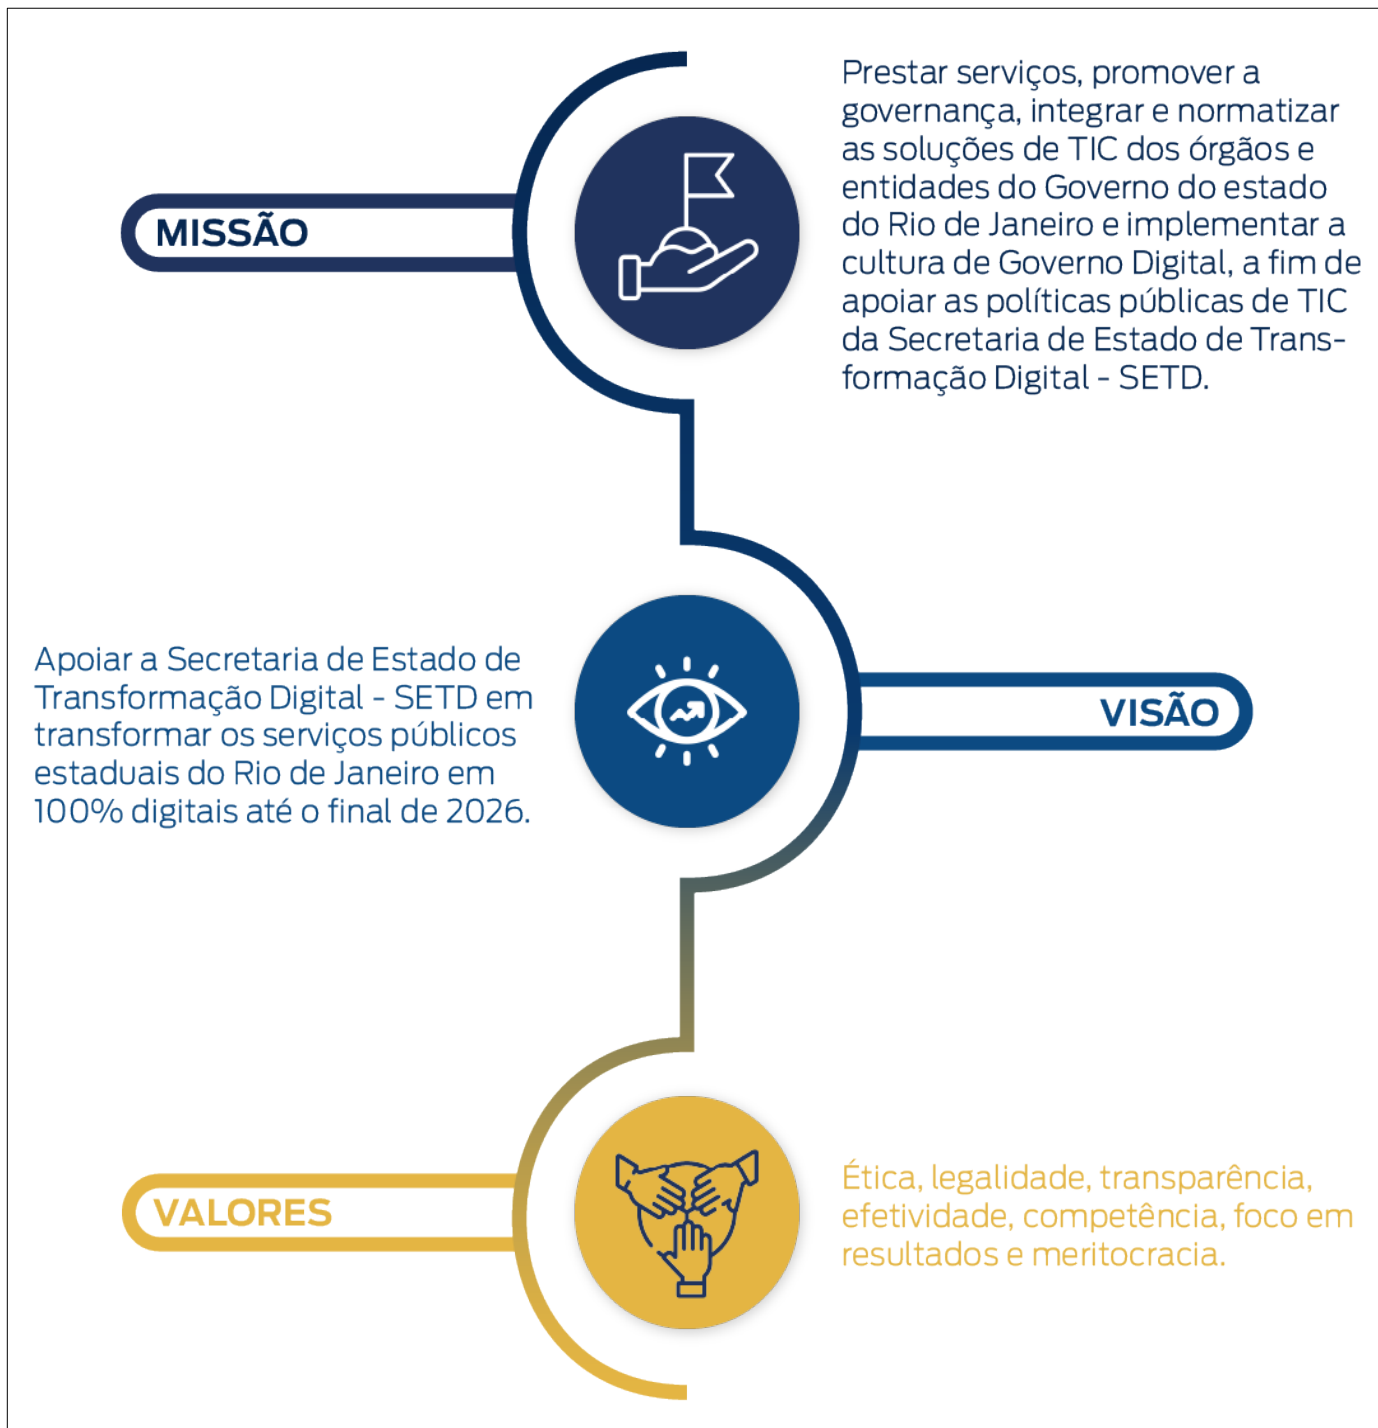 MISSÃO
Prestar serviços, promover a
governança, integrar e normatizar
as soluções de TIC dos órgãos e
entidades do Governo do estado
do Rio de Janeiro e implementar a
cultura de Governo Digital, a fim de
apoiar as políticas públicas de TIC
da Secretaria de Estado de Trans-
formação Digital - SETD.
VISÃO
Apoiar a Secretaria de Estado de
Transformação Digital - SETD em
transformar os serviços públicos
estaduais do Rio de Janeiro em
100% digitais até o final de 2026.
VALORES
Ética, legalidade, transparência,
efetividade, competência, foco em
resultados e meritocracia.